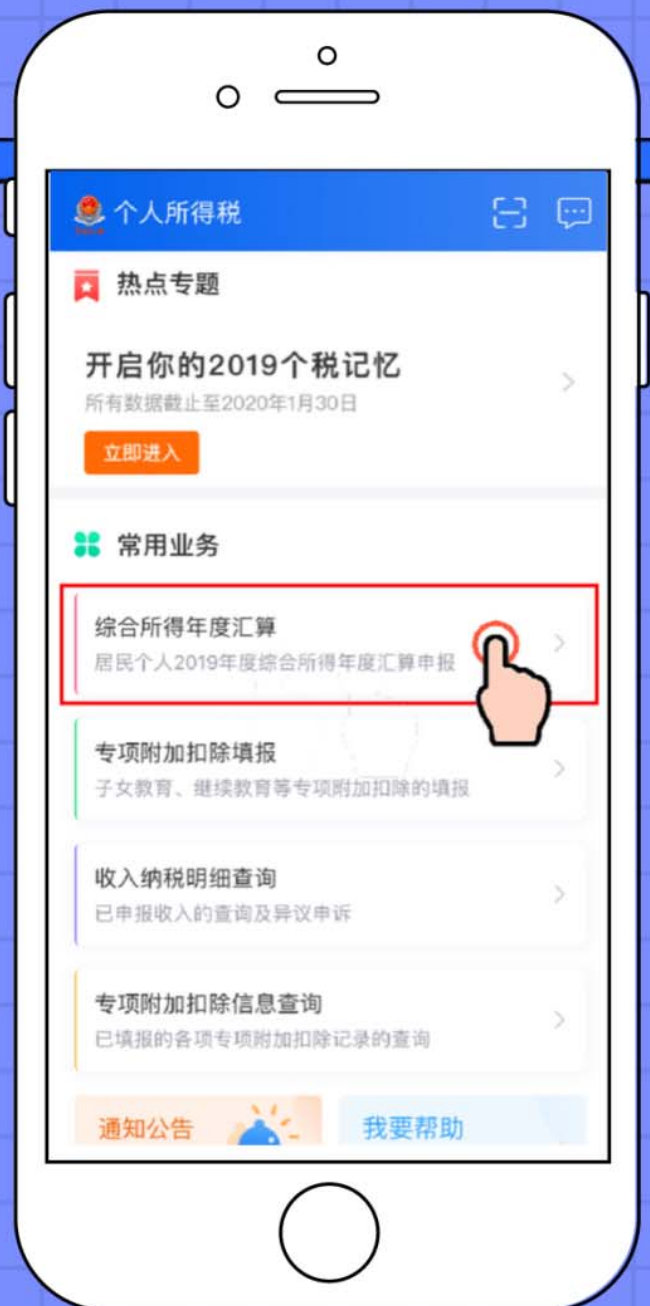 个人所得税
热点专题
开启你的2019个税记忆
所有数据截止至2020年1月30日
立即进入
常用业务
综合所得年度汇算
居民个人2019年度综合所得年度汇算申报
专项附加扣除填报
子女教育、继续教育等专项附加扣除的填报
收入纳税明细查询
已申报收入的查询及异议申诉
专项附加扣除信息查询
已填报的各项专项附加扣除记录的查询
通知公告
我要帮助